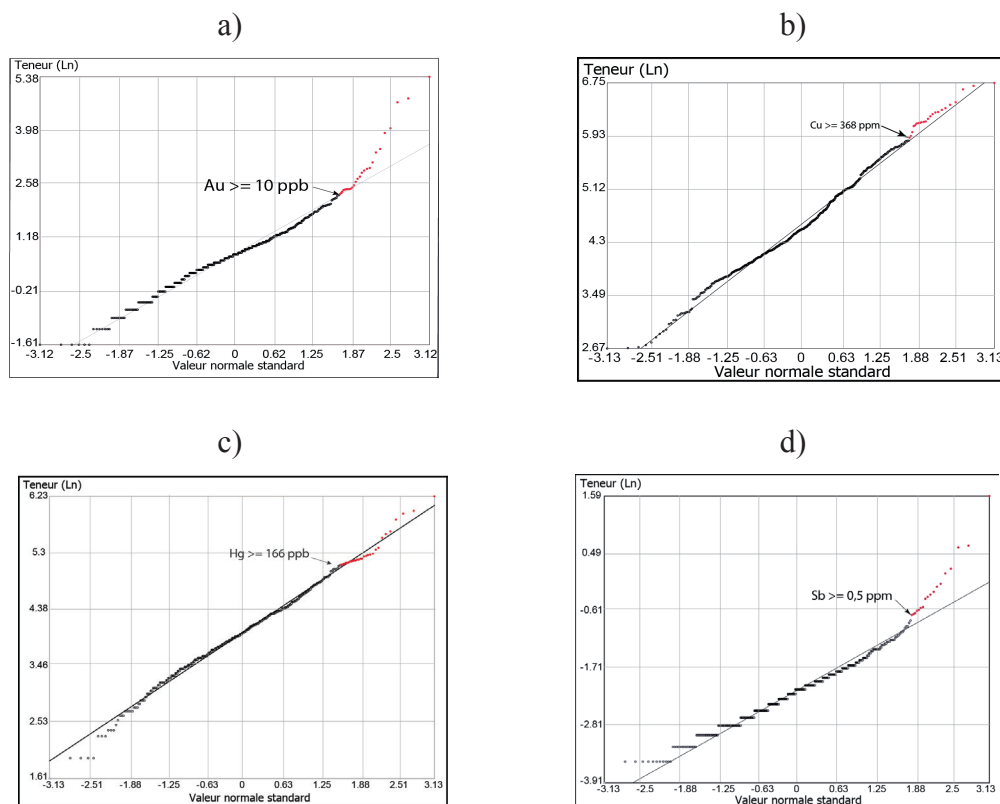 a)
Teneur (Ln)
5.38
3.98
2.58
1.18
-0.21
-1.61
Au >= 10 ppb
-3.12 -2.5 -1.87 -1.25 -0.62 0 0.62 1.25 1.87 2.5 3.12
Valeur normale standard
b)
Teneur (Ln)
6.75
5.93
5.12
4.3
3.49
2.67
Cu >= 368 ppm
-3.13 -2.51 -1.88 -1.25 -0.63 0 0.63 1.25 1.88 2.51 3.13
Valeur normale standard
c)
Teneur (Ln)
6.23
5.3
4.38
3.46
2.53
1.61
Hg >= 166 ppb
-3.13 -2.51 -1.88 -1.25 -0.63 0 0.63 1.25 1.88 2.51 3.13
Valeur normale standard
d)
Teneur (Ln)
1.59
0.49
-0.61
-1.71
-2.81
-3.91
Sb >= 0,5 ppm
-3.13 -2.51 -1.88 -1.25 -0.63 0 0.63 1.25 1.88 2.51 3.13
Valeur normale standard